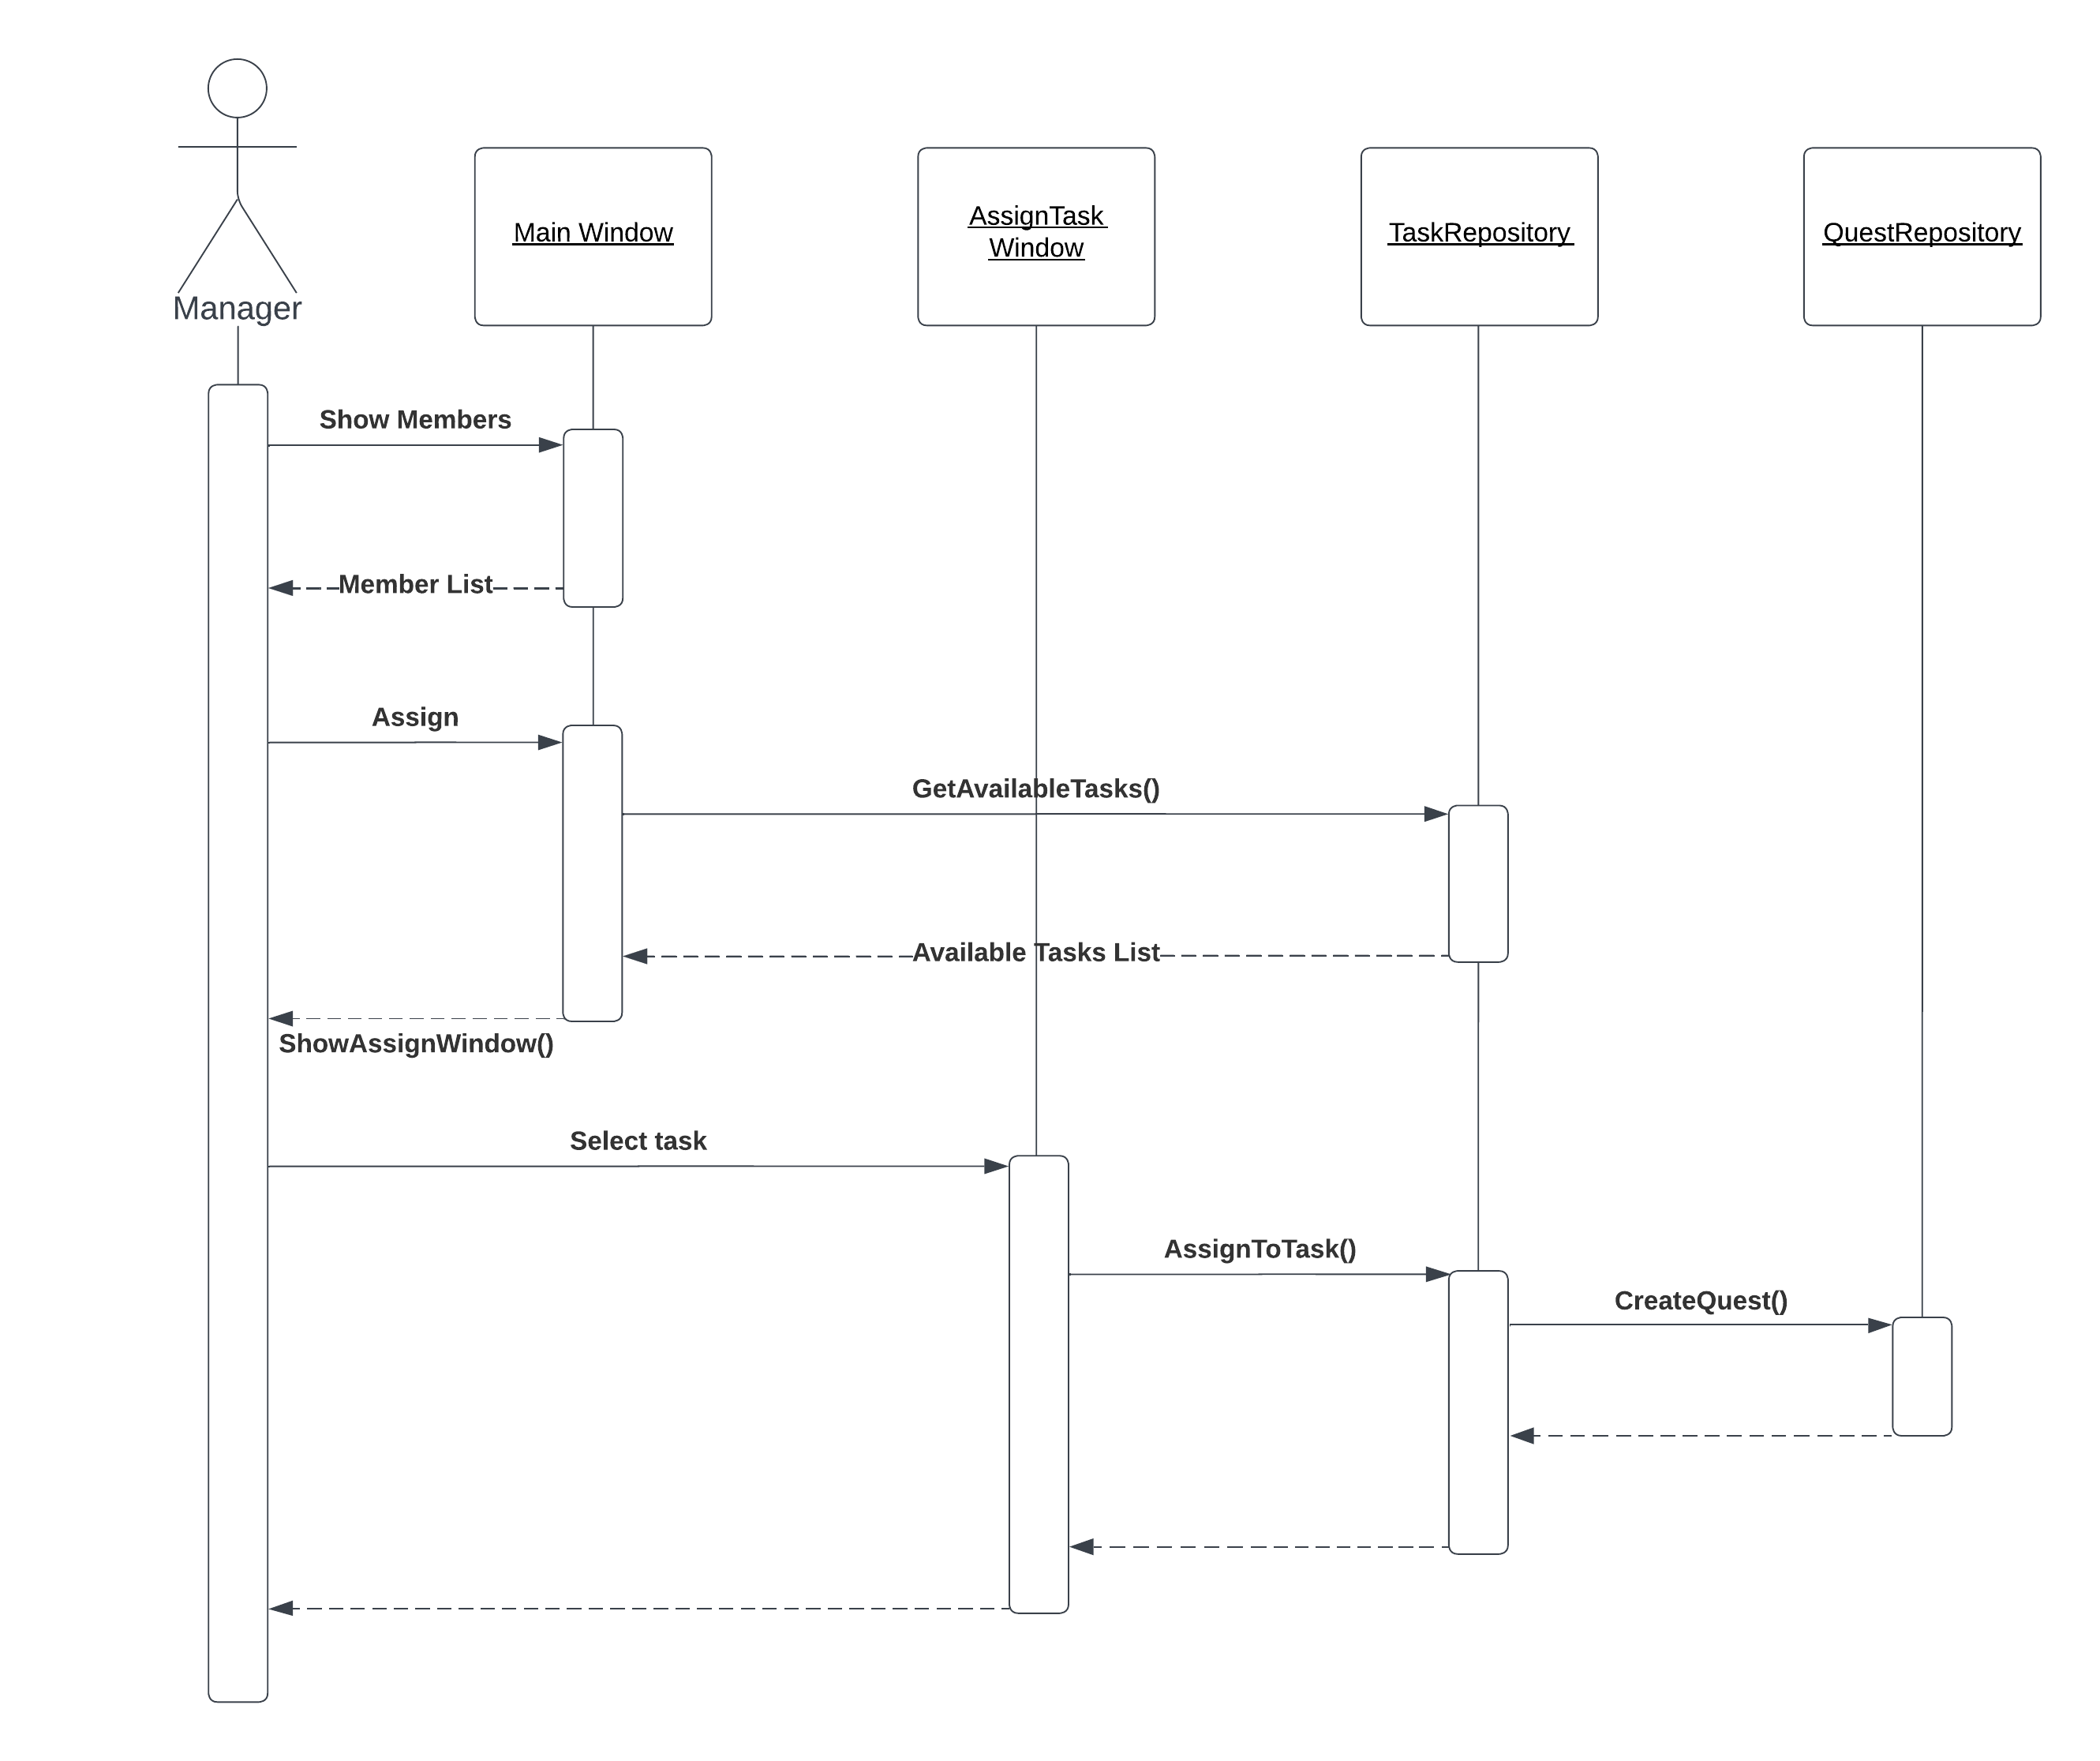 Manager
Main Window
AssignTask
Window
TaskRepository
QuestRepository
Show Members
Member List
Assign
GetAvailableTasks()
Available Tasks List
ShowAssignWindow()
Select task
AssignToTask()
CreateQuest()